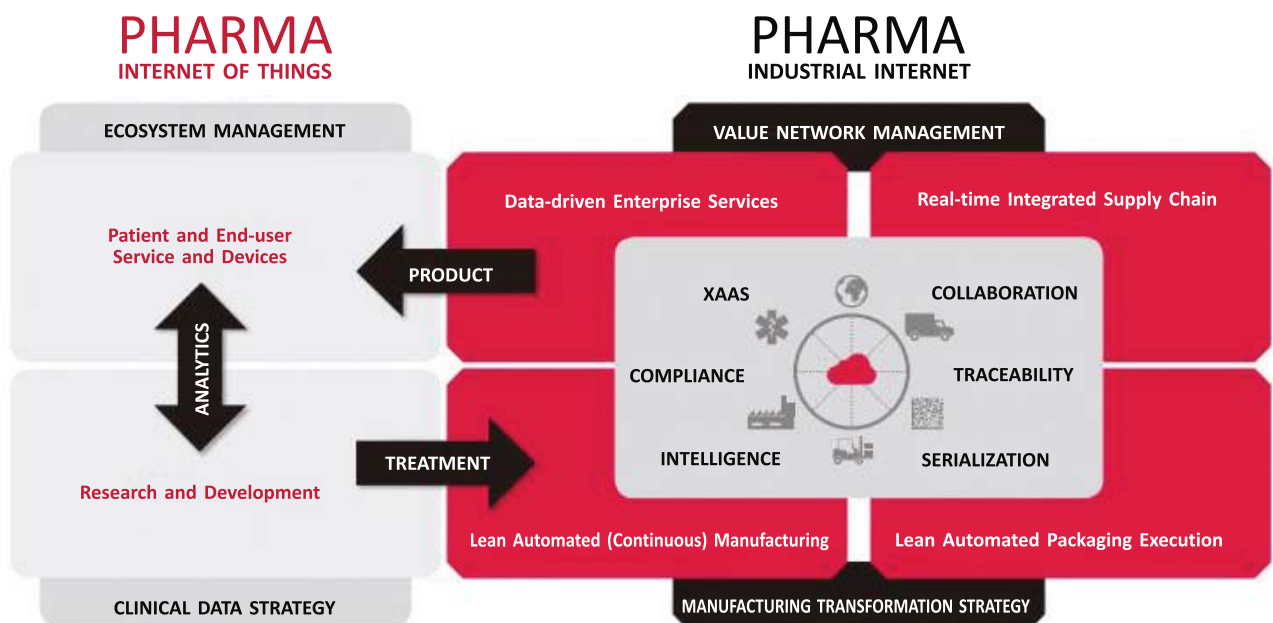 PHARMA
INTERNET OF THINGS
PHARMA
INDUSTRIAL INTERNET
ECOSYSTEM MANAGEMENT
VALUE NETWORK MANAGEMENT
Patient and End-user
Service and Devices
Data-driven Enterprise Services
Real-time Integrated Supply Chain
PRODUCT
XAAS
COLLABORATION
ANALYTICS
COMPLIANCE
TRACEABILITY
TREATMENT
INTELLIGENCE
SERIALIZATION
Research and Development
Lean Automated (Continuous) Manufacturing
Lean Automated Packaging Execution
CLINICAL DATA STRATEGY
MANUFACTURING TRANSFORMATION STRATEGY